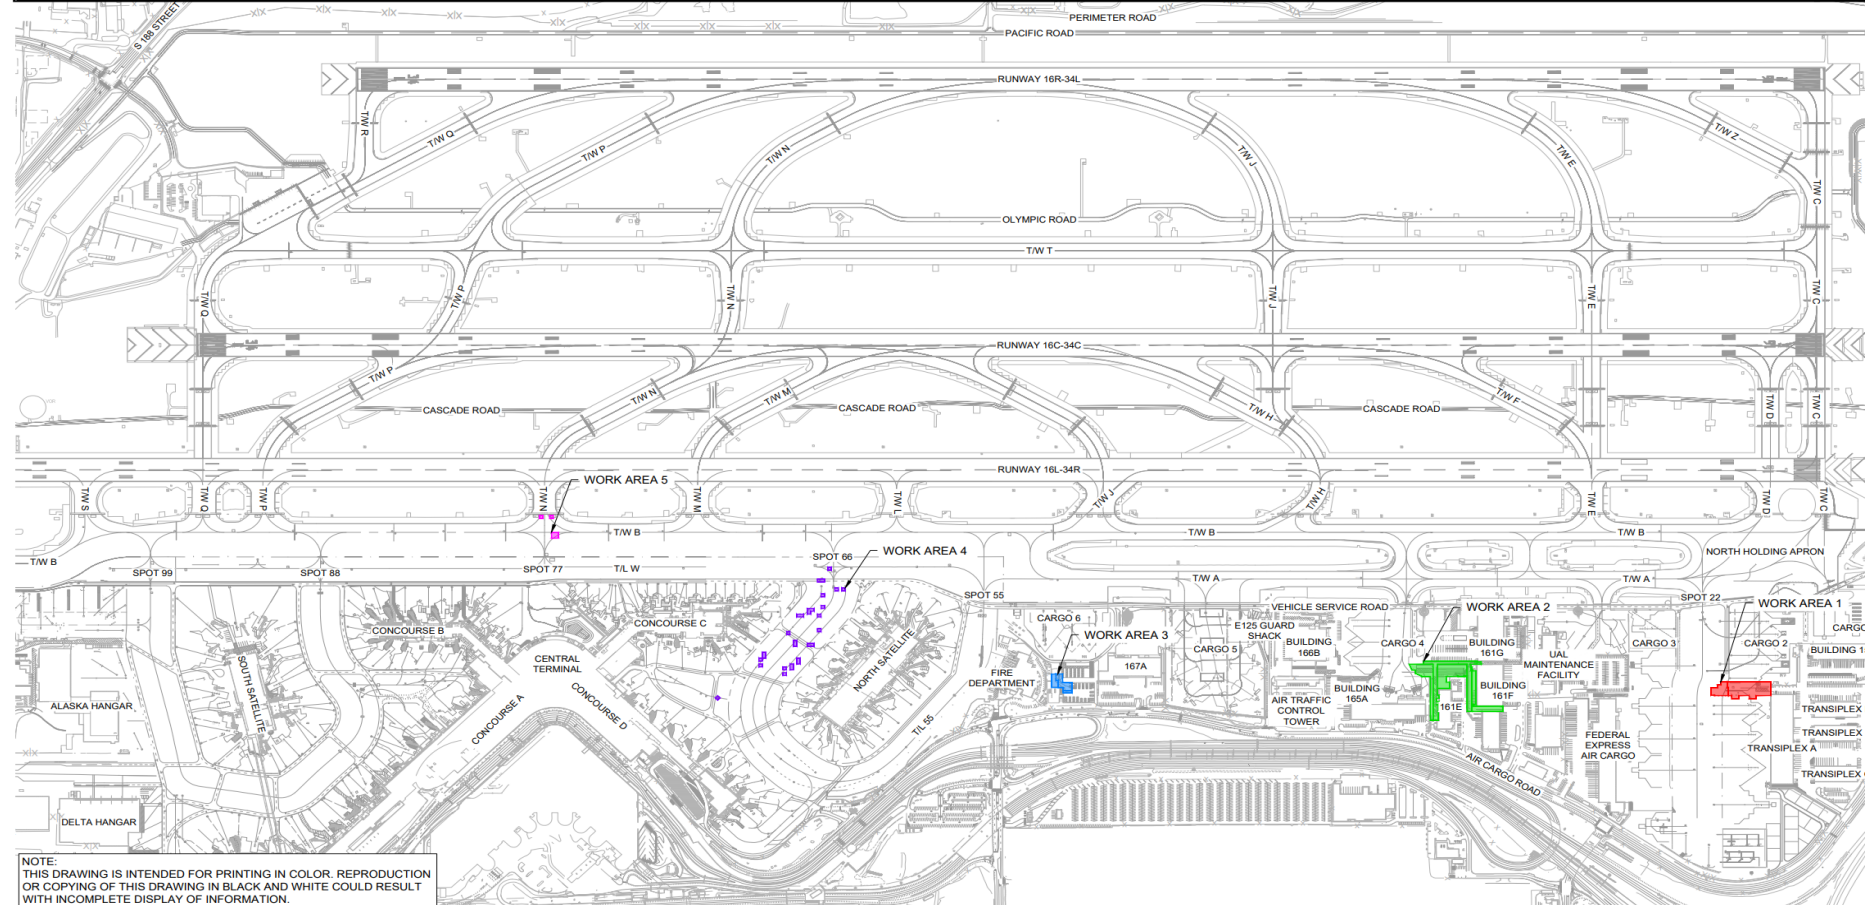 S 188 STREET
PERIMETER ROAD
PACIFIC ROAD
RUNWAY 16R-34L
T/W R
T/W Q
T/W P
T/W N
T/W J
T/W E
T/W Z
T/W C
OLYMPIC ROAD
T/W T
T/W Q
T/W P
T/W N
T/W J
T/W E
T/W C
RUNWAY 16C-34C
T/W P
T/W N
T/W M
T/W H
T/W F
T/W D
T/W C
CASCADE ROAD
CASCADE ROAD
CASCADE ROAD
RUNWAY 16L-34R
T/W S
T/W Q
T/W P
T/W N
WORK AREA 5
T/W M
T/W L
T/W J
T/W H
T/W E
T/W D
T/W C
T/W B
T/W B
T/W B
T/W B
SPOT 99
SPOT 88
SPOT 77
T/L W
SPOT 66
WORK AREA 4
NORTH HOLDING APRON
T/W A
T/W A
SPOT 55
SPOT 22
VEHICLE SERVICE ROAD
WORK AREA 2
WORK AREA 1
CONCOURSE B
CONCOURSE C
CARGO 6
WORK AREA 3
E125 GUARD
SHACK
BUILDING
166B
CARGO 5
CARGO 4
BUILDING
161G
CARGO 3
CARGO 2
CARGO
BUILDING 1
CENTRAL
TERMINAL
SOUTH SATELLITE
NORTH SATELLITE
167A
UAL
MAINTENANCE
FACILITY
FIRE
DEPARTMENT
BUILDING
165A
BUILDING
161F
161E
ALASKA HANGAR
CONCOURSE A
CONCOURSE D
T/L 55
AIR TRAFFIC
CONTROL
TOWER
TRANSIPLEX
TRANSIPLEX
FEDERAL
EXPRESS
AIR CARGO
TRANSIPLEX A
AIR CARGO ROAD
TRANSIPLEX
DELTA HANGAR
NOTE:
THIS DRAWING IS INTENDED FOR PRINTING IN COLOR. REPRODUCTION
OR COPYING OF THIS DRAWING IN BLACK AND WHITE COULD RESULT
WITH INCOMPLETE DISPLAY OF INFORMATION.